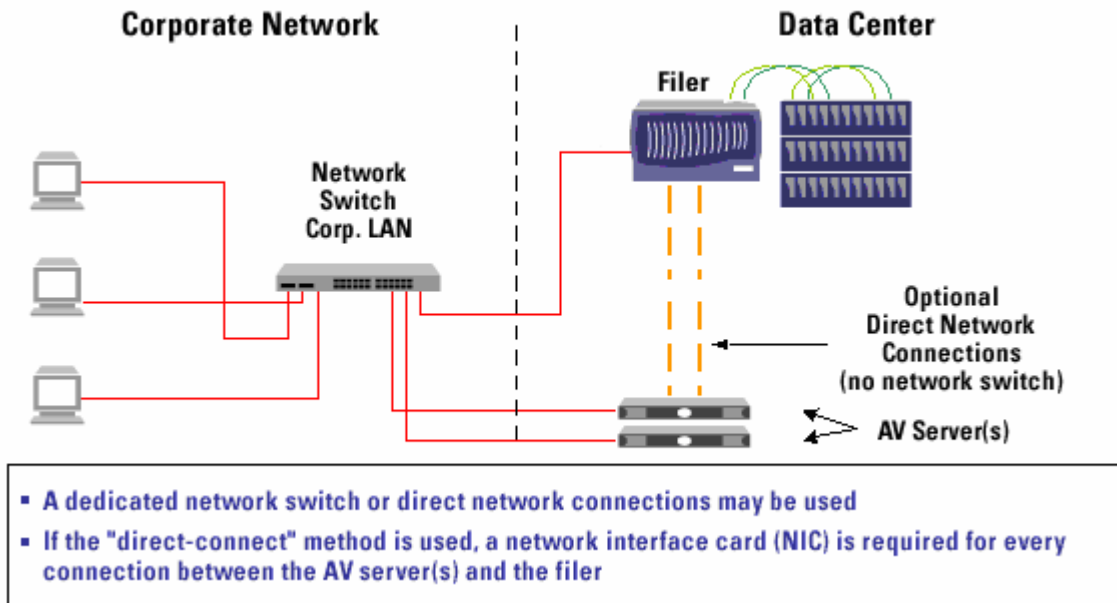 Corporate Network
Data Center
Filer
Network
Switch
Corp. LAN
Optional
Direct Network
Connections
(no network switch)
AV Server(s)
▪ A dedicated network switch or direct network connections may be used
▪ If the "direct-connect" method is used, a network interface card (NIC) is required for every
connection between the AV server(s) and the filer